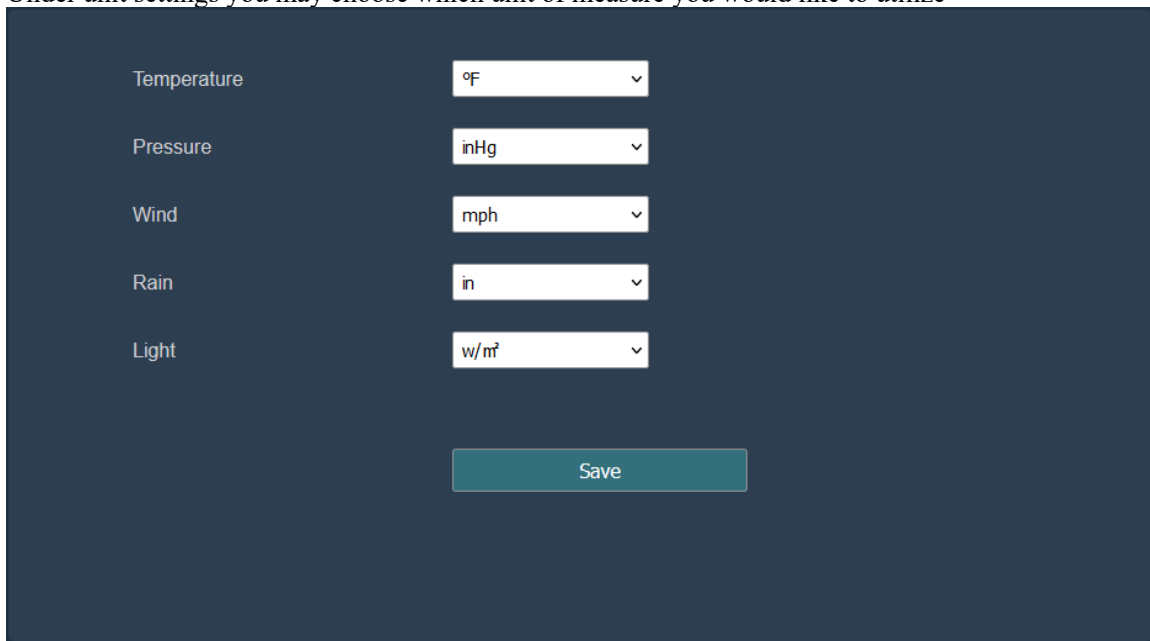 Under unit settings you may choose which unit of measure you would like to utilize
Temperature ºF
Pressure inHg
Wind mph
Rain in
Light w/㎡
Save